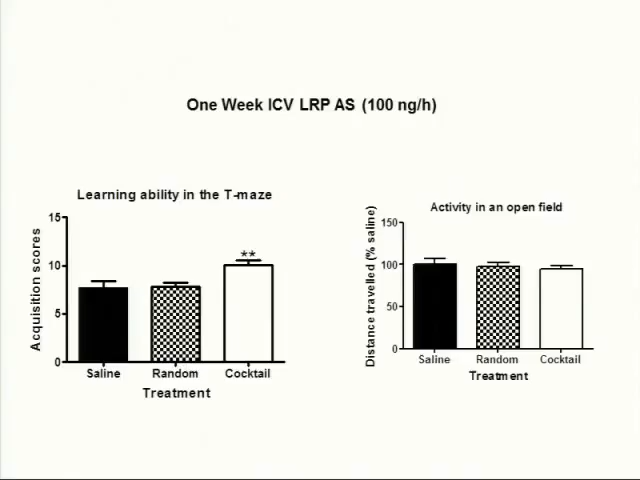 One Week ICV LRP AS (100 ng/h)
Learning ability in the T-maze
Acquisition scores
15
10
5
0
**
Saline Random Cocktail
Treatment
Activity in an open field
Distance travelled (% saline)
150
100
50
0
Saline Random Cocktail
Treatment